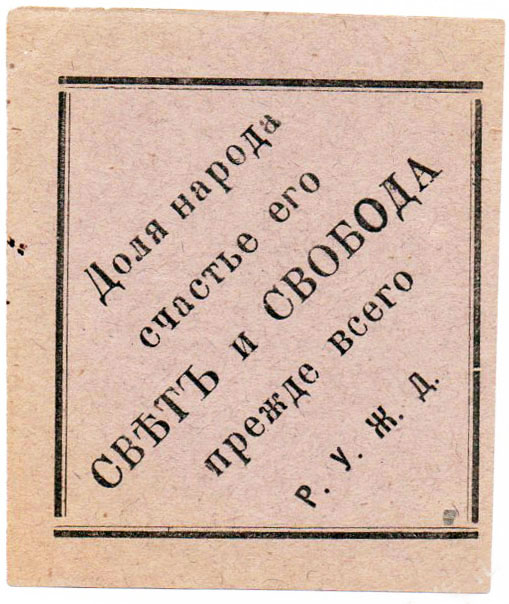 Доля народа
счастье его
СВѢТЪ и СВОБОДА
прежде всего
Р. У. Ж. Д.